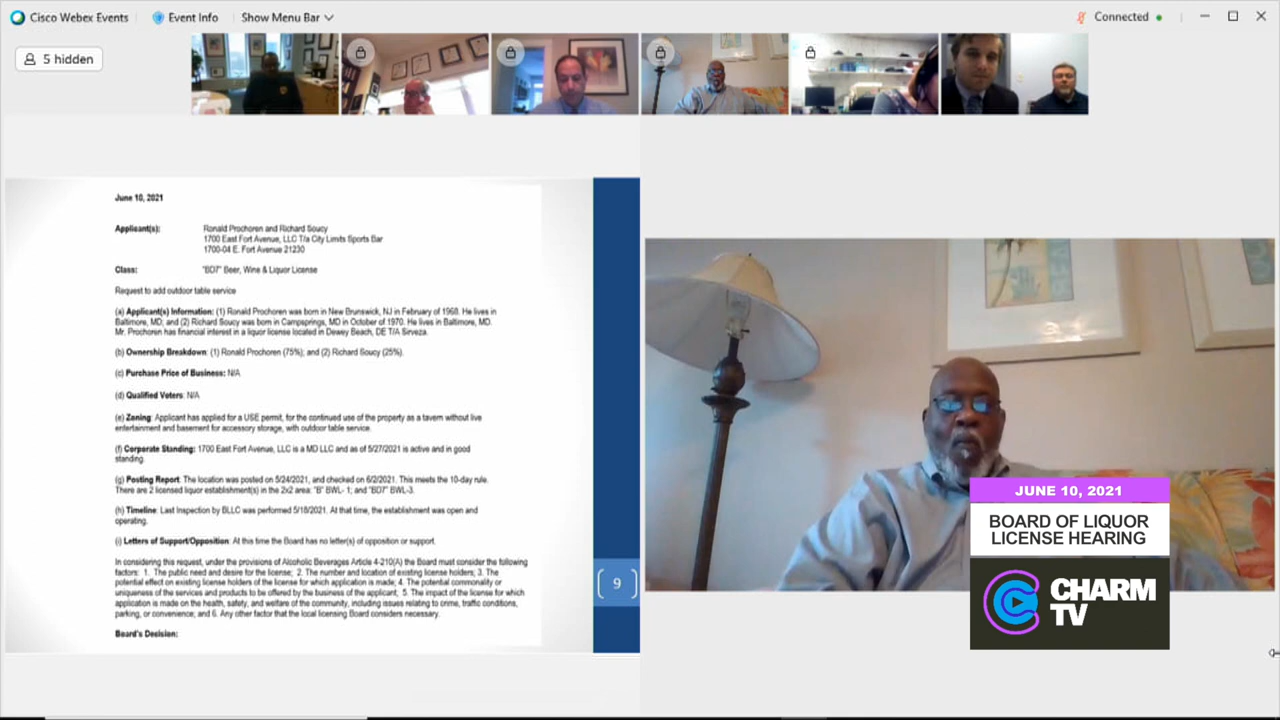 Cisco Webex Events
Event Info
Show Menu Bar
Connected
5 hidden
June 10, 2021
Applicant(s): Ronald Prochoren and Richard Soucy
1700 East Fort Avenue, LLC T/a City Limits Sports Bar
1700-04 E. Fort Avenue 21230
Class: "BD7" Beer, Wine & Liquor License
Request to add outdoor table service
(a) Applicant(s) Information: (1) Ronald Prochoren was born in New Brunswick, NJ in February of 1968. He lives in
Baltimore, MD; and (2) Richard Soucy was born in Campsprings, MD in October of 1970. He lives in Baltimore, MD.
Mr. Prochoren has financial interest in a liquor license located in Dewey Beach, DE T/A Sirveza.
(b) Ownership Breakdown: (1) Ronald Prochoren (75%); and (2) Richard Soucy (25%).
(c) Purchase Price of Business: N/A
(d) Qualified Voters: N/A
(e) Zoning: Applicant has applied for a USE permit, for the continued use of the property as a tavern without live
entertainment and basement for accessory storage, with outdoor table service.
(f) Corporate Standing: 1700 East Fort Avenue, LLC is a MD LLC and as of 5/27/2021 is active and in good
standing.
(g) Posting Report: The location was posted on 5/24/2021, and checked on 6/2/2021. This meets the 10-day rule.
There are 2 licensed liquor establishment(s) in the 2x2 area: "B" BWL- 1; and "BD7" BWL-3.
(h) Timeline: Last Inspection by BLLC was performed 5/18/2021. At that time, the establishment was open and
operating.
(i) Letters of Support/Opposition: At this time the Board has no letter(s) of opposition or support.
In considering this request, under the provisions of Alcoholic Beverages Article 4-210(A) the Board must consider the following
factors: 1. The public need and desire for the license; 2. The number and location of existing license holders; 3. The
potential effect on existing license holders of the license for which application is made; 4. The potential commonality or
uniqueness of the services and products to be offered by the business of the applicant; 5. The impact of the license for which
application is made on the health, safety, and welfare of the community, including issues relating to crime, traffic conditions,
parking, or convenience; and 6. Any other factor that the local licensing Board considers necessary.
Board's Decision:
9
JUNE 10, 2021
BOARD OF LIQUOR
LICENSE HEARING
CHARM
TV